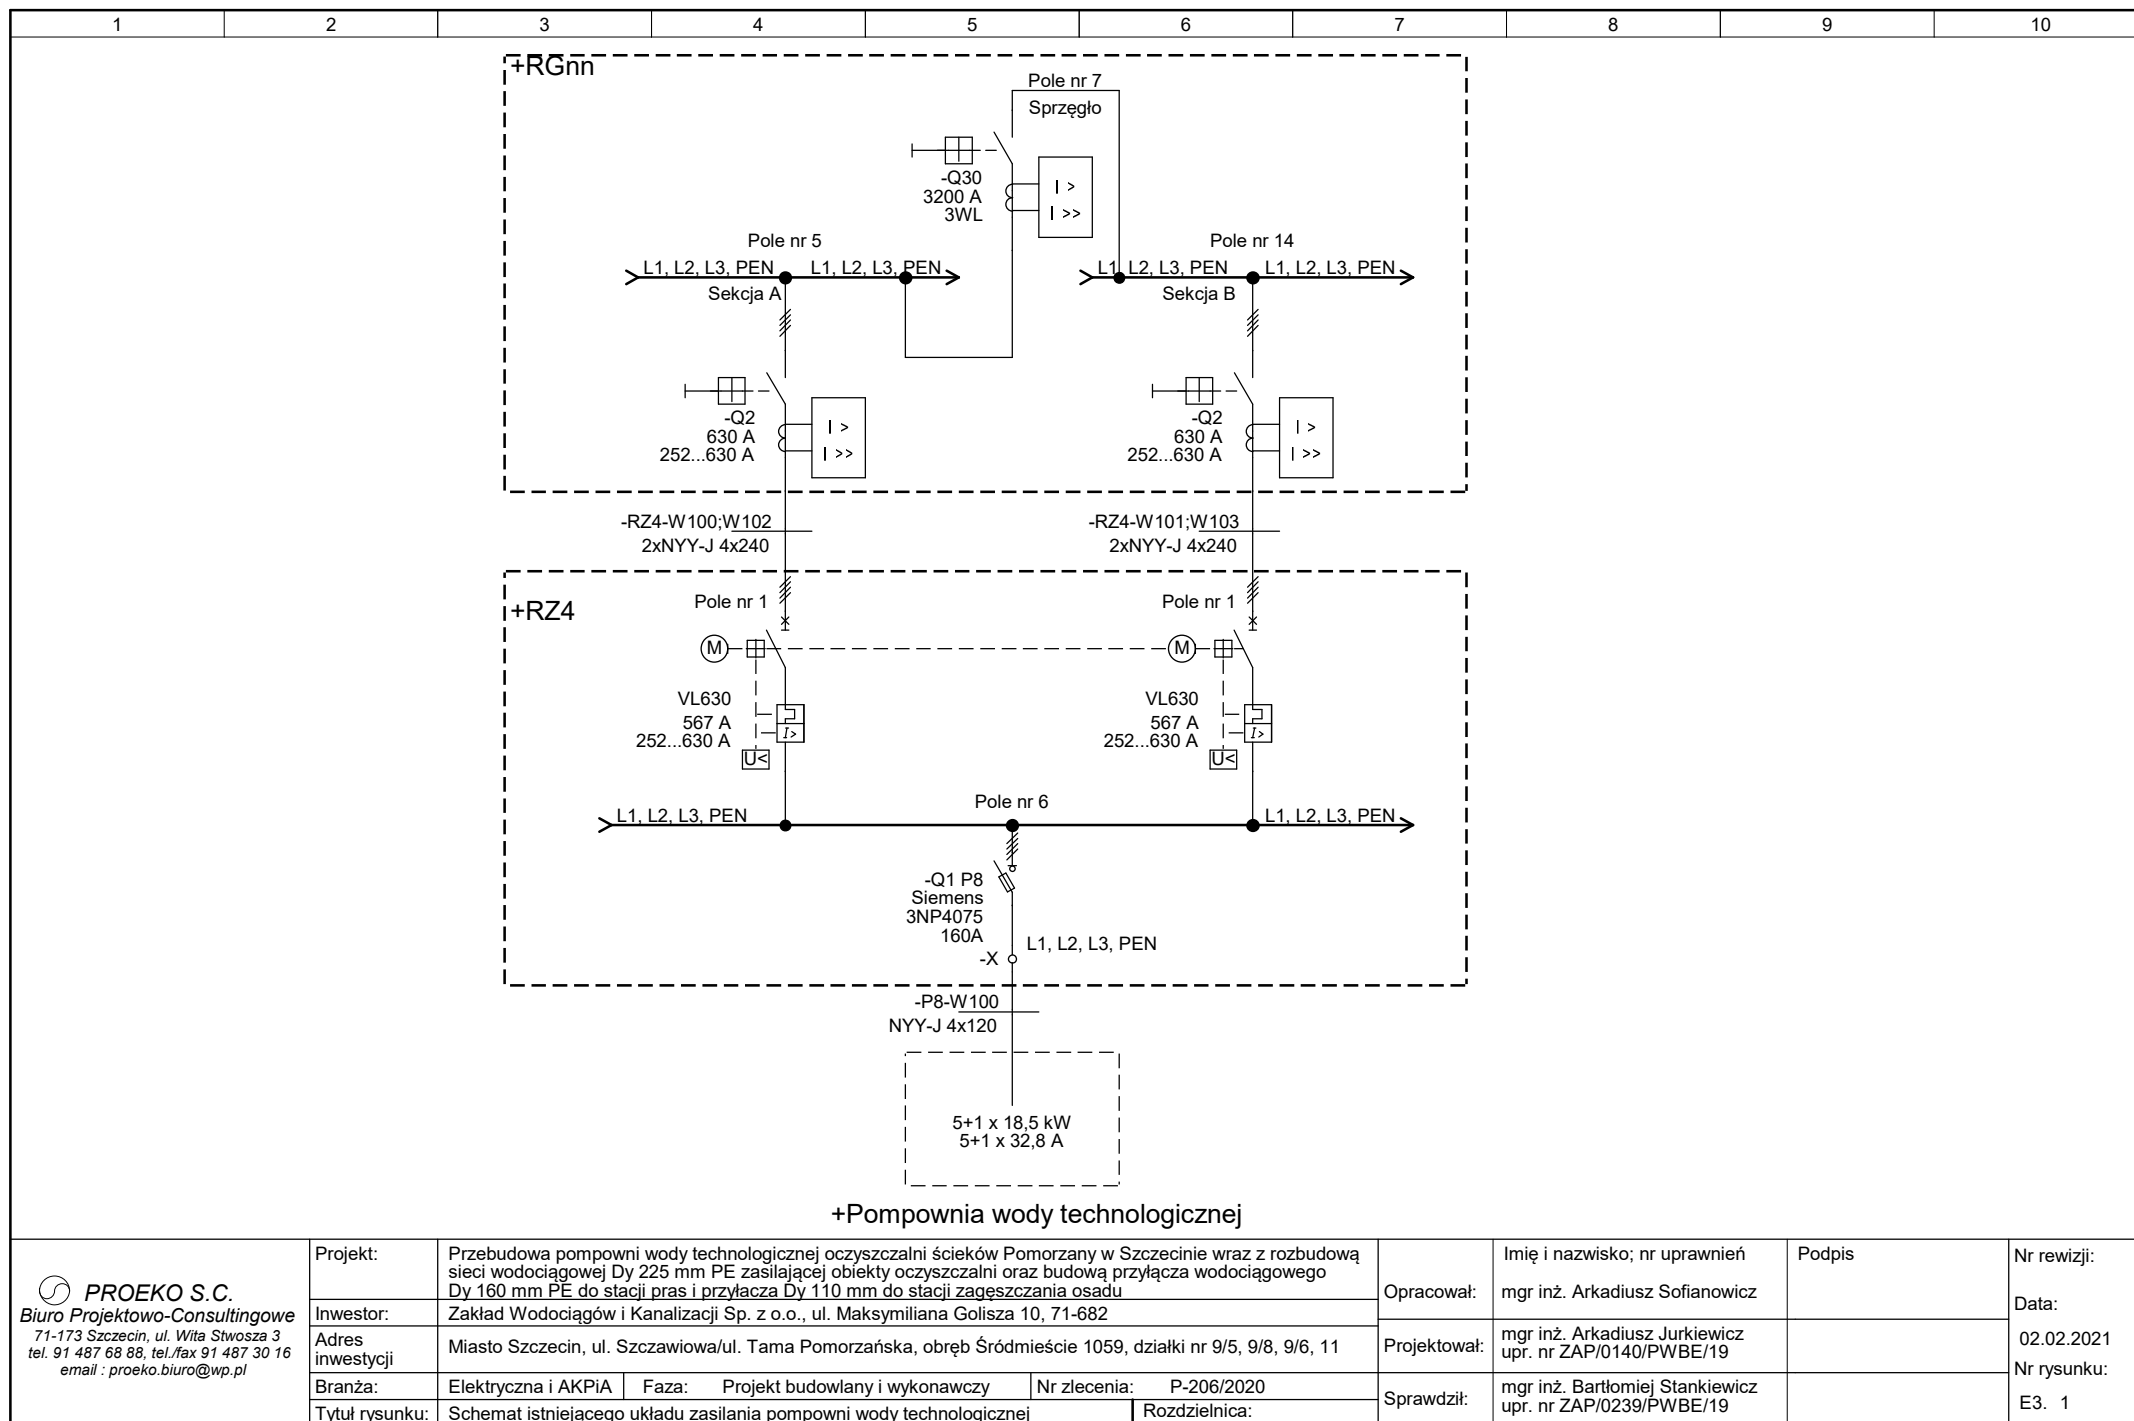 1 2 3 4 5 6 7 8 9 10
+RGnn
Pole nr 7
Sprzęgło
-Q30
3200 A
3WL
I >
I >>
Pole nr 5
Pole nr 14
L1, L2, L3, PEN
L1, L2, L3, PEN
L1, L2, L3, PEN
L1, L2, L3, PEN
Sekcja A
Sekcja B
-Q2
630 A
252...630 A
I >
I >>
-Q2
630 A
252...630 A
I >
I >>
-RZ4-W100;W102
2xNYY-J 4x240
-RZ4-W101;W103
2xNYY-J 4x240
+RZ4
Pole nr 1
Pole nr 1
M
M
VL630
567 A
252...630 A
I>
U<
VL630
567 A
252...630 A
I>
U<
L1, L2, L3, PEN
Pole nr 6
L1, L2, L3, PEN
-Q1 P8
Siemens
3NP4075
160A
L1, L2, L3, PEN
-X
-P8-W100
NYY-J 4x120
5+1 x 18,5 kW
5+1 x 32,8 A
+Pompownia wody technologicznej
PROEKO S.C.
Biuro Projektowo-Consultingowe
71-173 Szczecin, ul. Wita Stwosza 3
tel. 91 487 68 88, tel./fax 91 487 30 16
email : proeko.biuro@wp.pl
Projekt:
Przebudowa pompowni wody technologicznej oczyszczalni ścieków Pomorzany w Szczecinie wraz z rozbudową
sieci wodociągowej Dy 225 mm PE zasilającej obiekty oczyszczalni oraz budową przyłącza wodociągowego
Dy 160 mm PE do stacji pras i przyłacza Dy 110 mm do stacji zagęszczania osadu
Inwestor:
Zakład Wodociągów i Kanalizacji Sp. z o.o., ul. Maksymiliana Golisza 10, 71-682
Adres
inwestycji
Miasto Szczecin, ul. Szczawiowa/ul. Tama Pomorzańska, obręb Śródmieście 1059, działki nr 9/5, 9/8, 9/6, 11
Branża:
Elektryczna i AKPiA
Faza:
Projekt budowlany i wykonawczy
Nr zlecenia:
P-206/2020
Tytuł rysunku:
Schemat istniejącego układu zasilania pompowni wody technologicznej
Rozdzielnica:
Imię i nazwisko; nr uprawnień
Podpis
Opracował:
mgr inż. Arkadiusz Sofianowicz
Projektował:
mgr inż. Arkadiusz Jurkiewicz
upr. nr ZAP/0140/PWBE/19
Sprawdził:
mgr inż. Bartłomiej Stankiewicz
upr. nr ZAP/0239/PWBE/19
Nr rewizji:
Data:
02.02.2021
Nr rysunku:
E3. 1